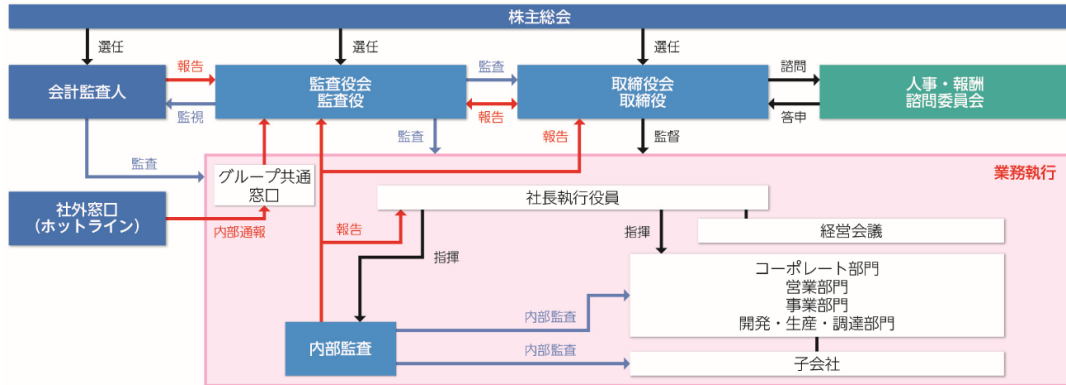 株主総会
選任
選任
選任
会計監査人
報告
監視
監査役会
監査役
監査
報告
取締役会
取締役
諮問
答申
人事・報酬
諮問委員会
監査
監査
報告
監督
業務執行
グループ共通
窓口
社外窓口
(ホットライン)
内部通報
報告
社長執行役員
指揮
指揮
経営会議
コーポレート部門
営業部門
事業部門
開発・生産・調達部門
内部監査
内部監査
内部監査
子会社